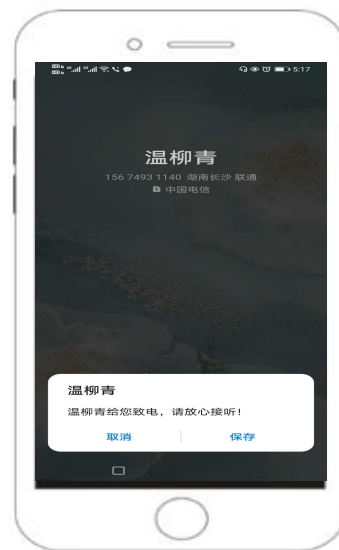 5:17
温柳青
156 7493 1140 湖南长沙 联通
中国电信
温柳青
温柳青给您致电，请放心接听！
取消 保存